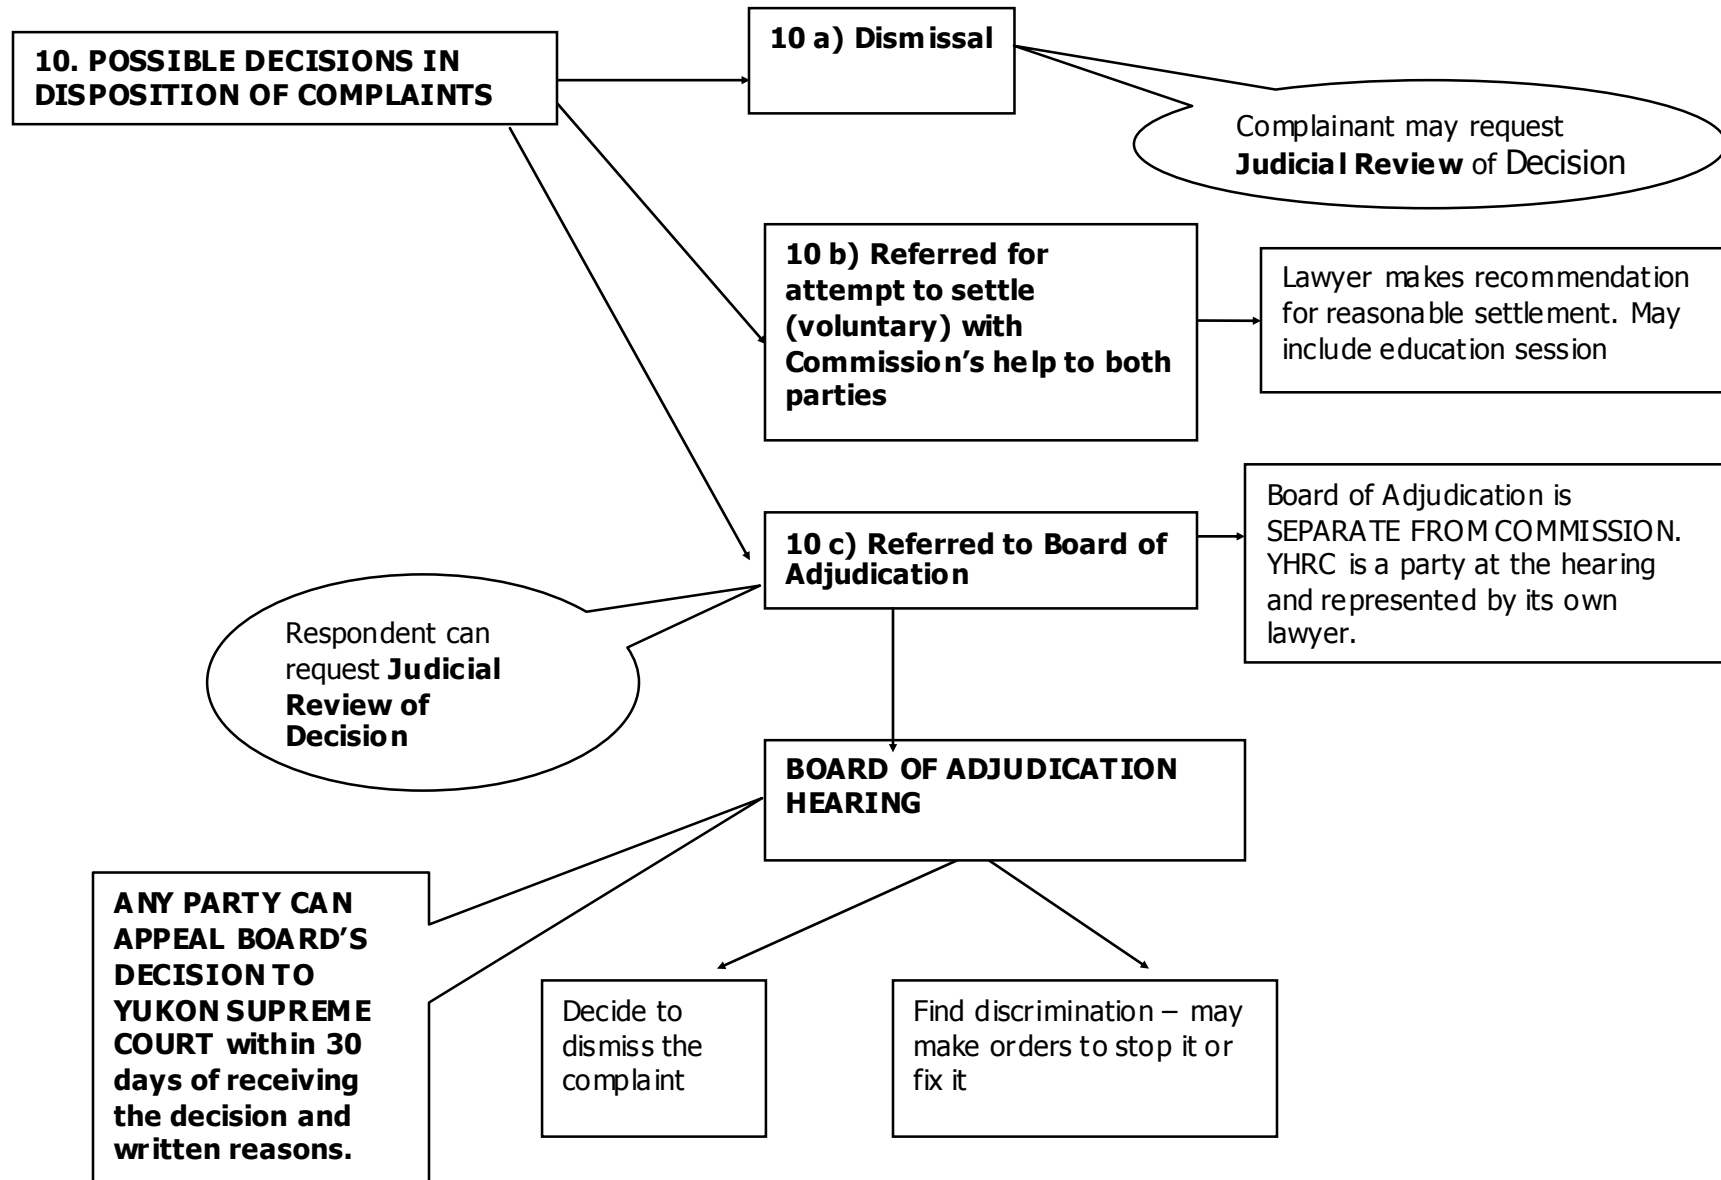 10. POSSIBLE DECISIONS IN
DISPOSITION OF COMPLAINTS
10 a) Dismissal
Complainant may request
Judicial Review of Decision
10 b) Referred for
attempt to settle
(voluntary) with
Commission’s help to both
parties
Lawyer makes recommendation
for reasonable settlement. May
include education session
10 c) Referred to Board of
Adjudication
Board of Adjudication is
SEPARATE FROM COMMISSION.
YHRC is a party at the hearing
and represented by its own
lawyer.
Respondent can
request Judicial
Review of
Decision
BOARD OF ADJUDICATION
HEARING
ANY PARTY CAN
APPEAL BOARD’S
DECISION TO
YUKON SUPREME
COURT within 30
days of receiving
the decision and
written reasons.
Decide to
dismiss the
complaint
Find discrimination – may
make orders to stop it or
fix it